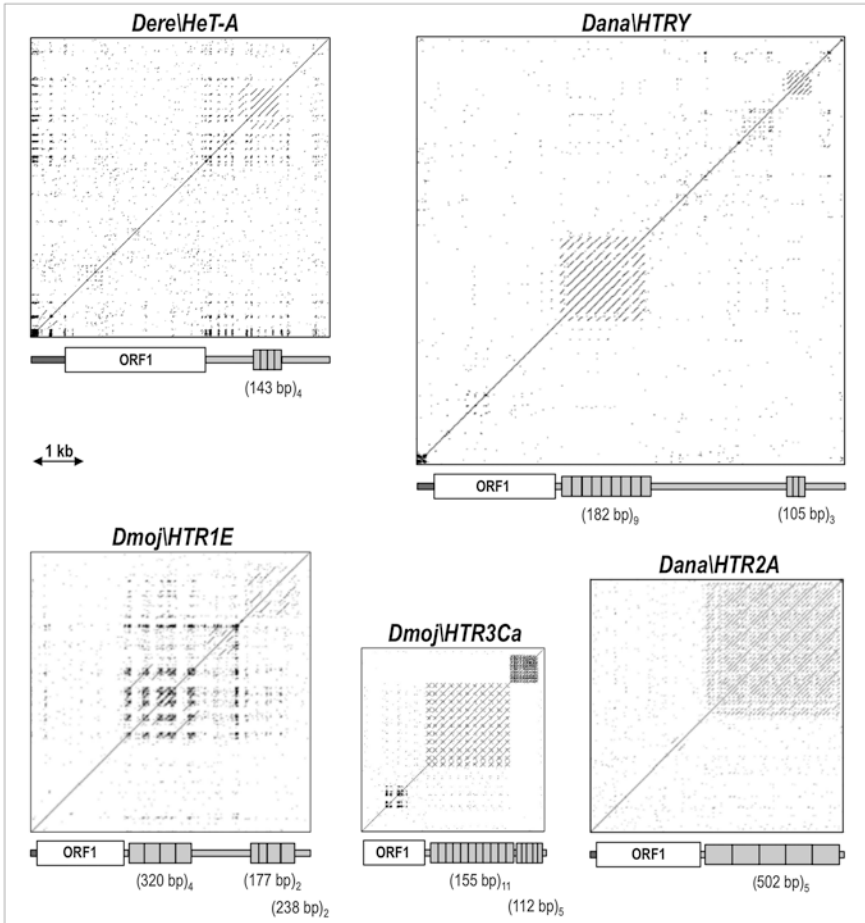 Dere\HeT-A
Dana\HTRY
ORF1
(143 bp)4
1 kb
ORF1
(182 bp)9
(105 bp)3
Dmoj\HTR1E
Dana\HTR2A
Dmoj\HTR3Ca
ORF1
(320 bp)4
(177 bp)2
(238 bp)2
ORF1
(155 bp)11
(112 bp)5
ORF1
(502 bp)5